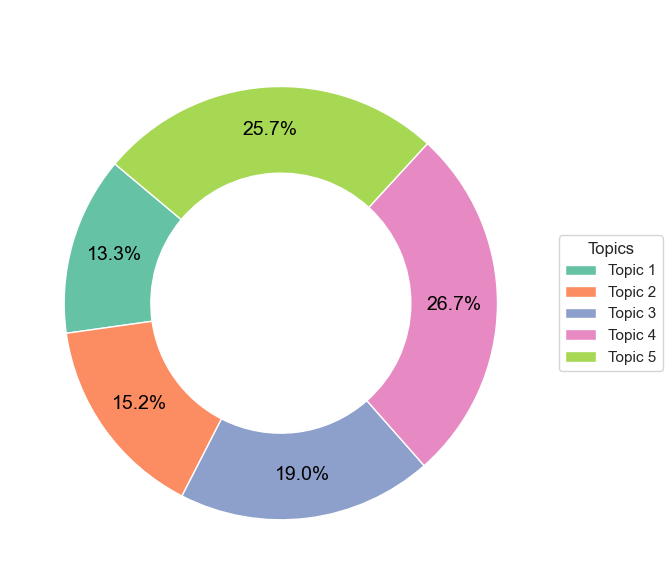 25.7%
13.3%
26.7%
15.2%
19.0%
Topics
Topic 1
Topic 2
Topic 3
Topic 4
Topic 5